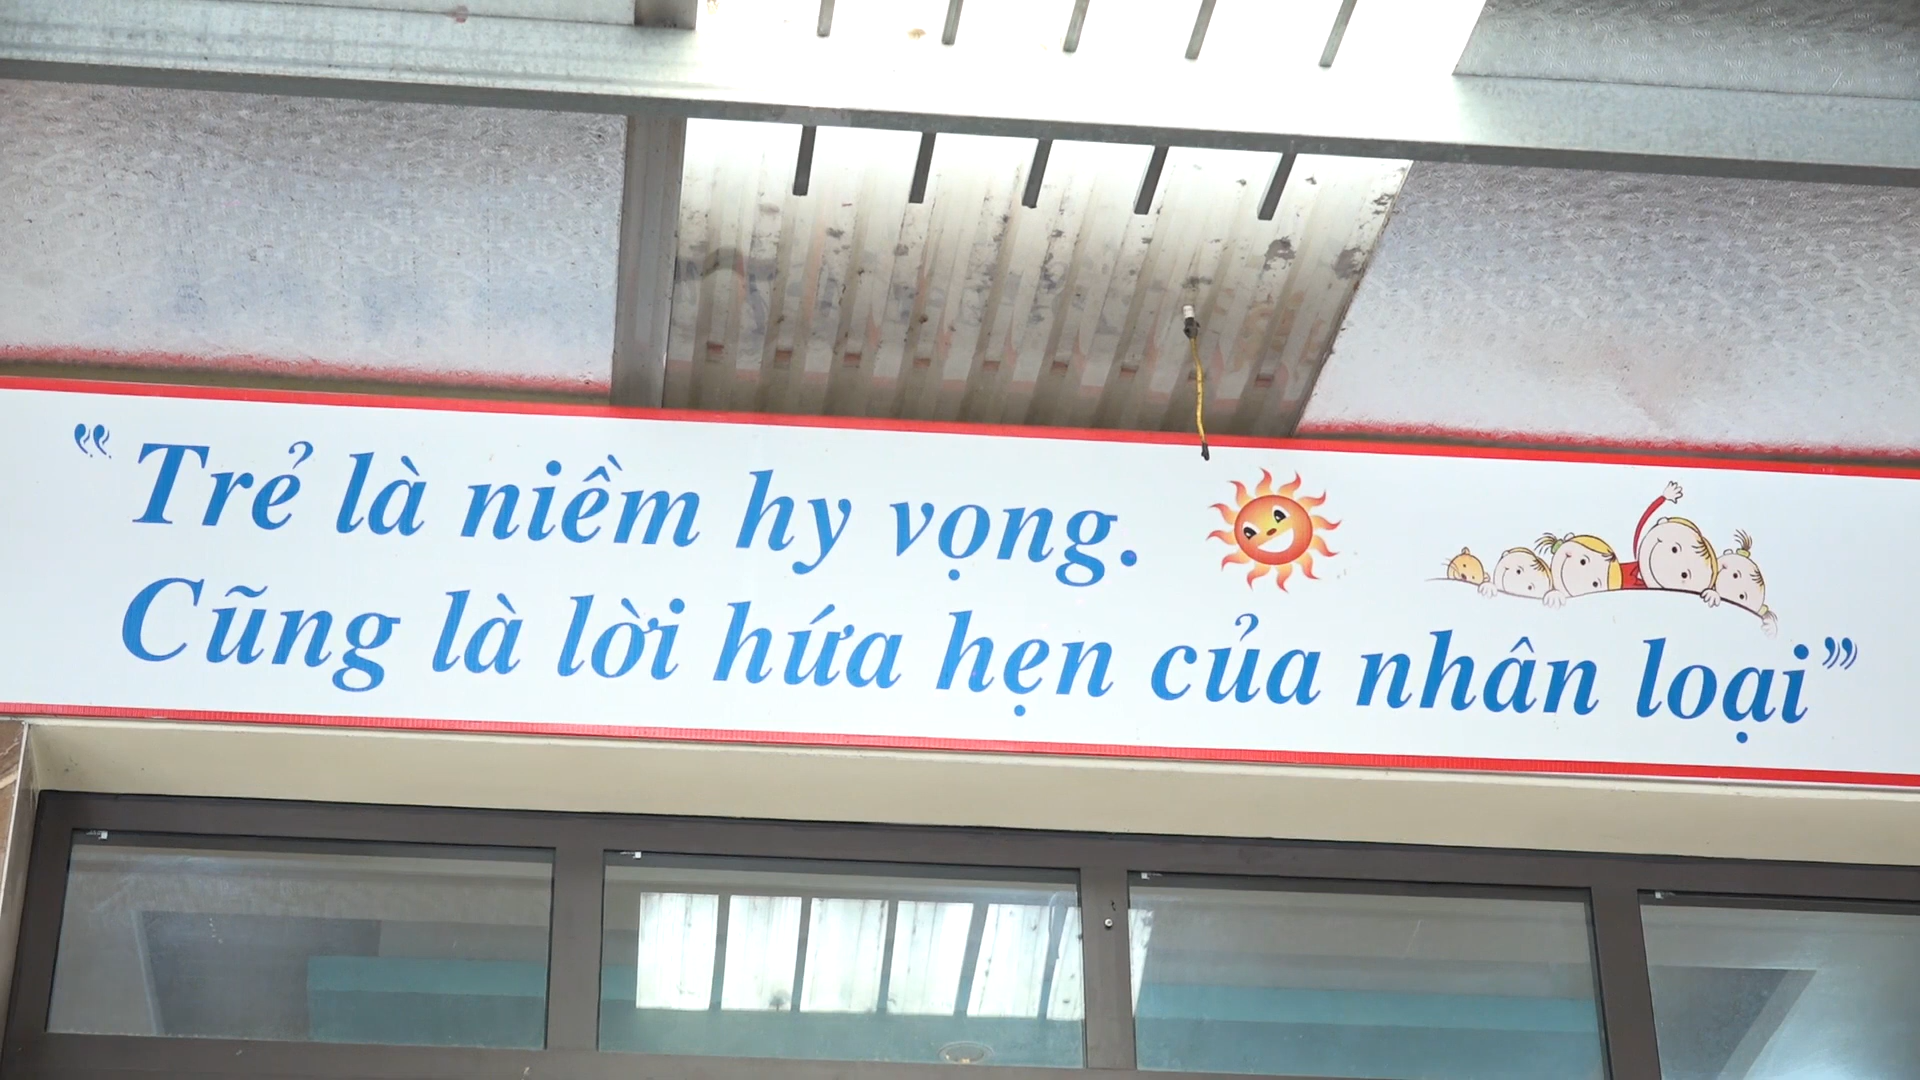 “Trẻ là niềm hy vọng.
Cũng là lời hứa hẹn của nhân loại”